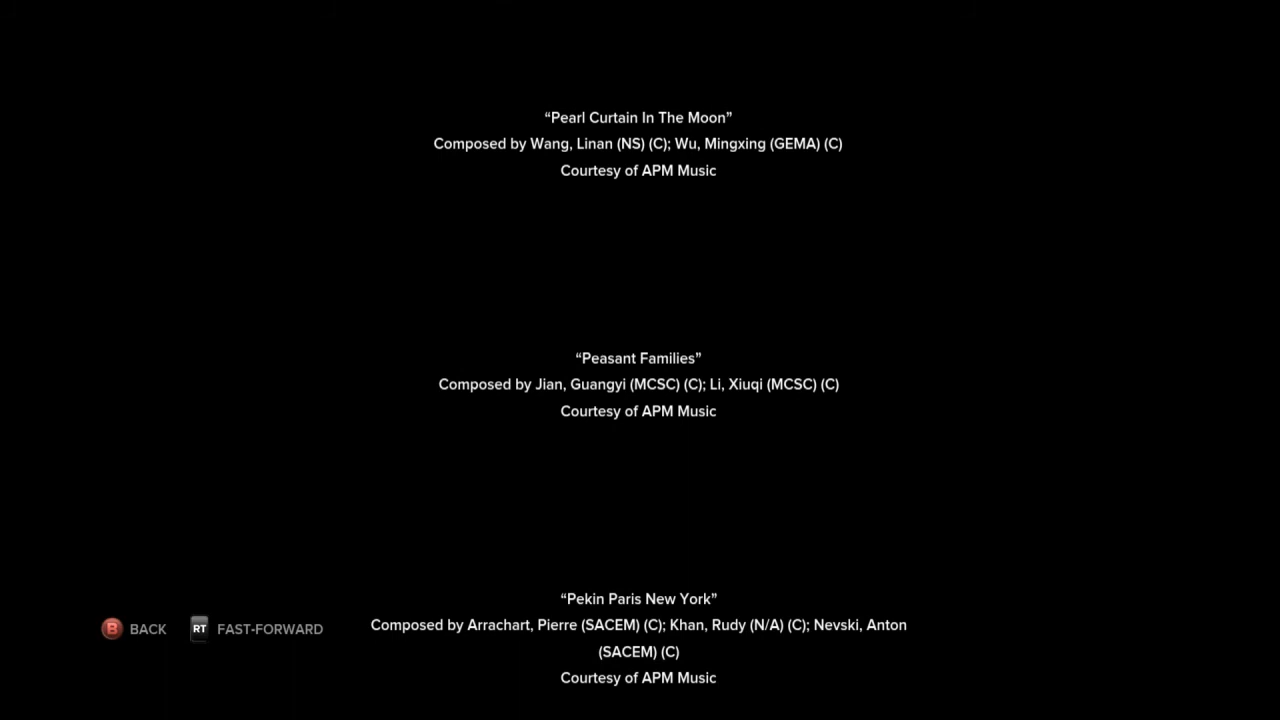 “Pearl Curtain In The Moon”
Composed by Wang, Linan (NS) (C); Wu, Mingxing (GEMA) (C)
Courtesy of APM Music
“Peasant Families”
Composed by Jian, Guangyi (MCSC) (C); Li, Xiuqi (MCSC) (C)
Courtesy of APM Music
“Pekin Paris New York”
Composed by Arrachart, Pierre (SACEM) (C); Khan, Rudy (N/A) (C); Nevski, Anton
(SACEM) (C)
Courtesy of APM Music
B BACK RT FAST-FORWARD